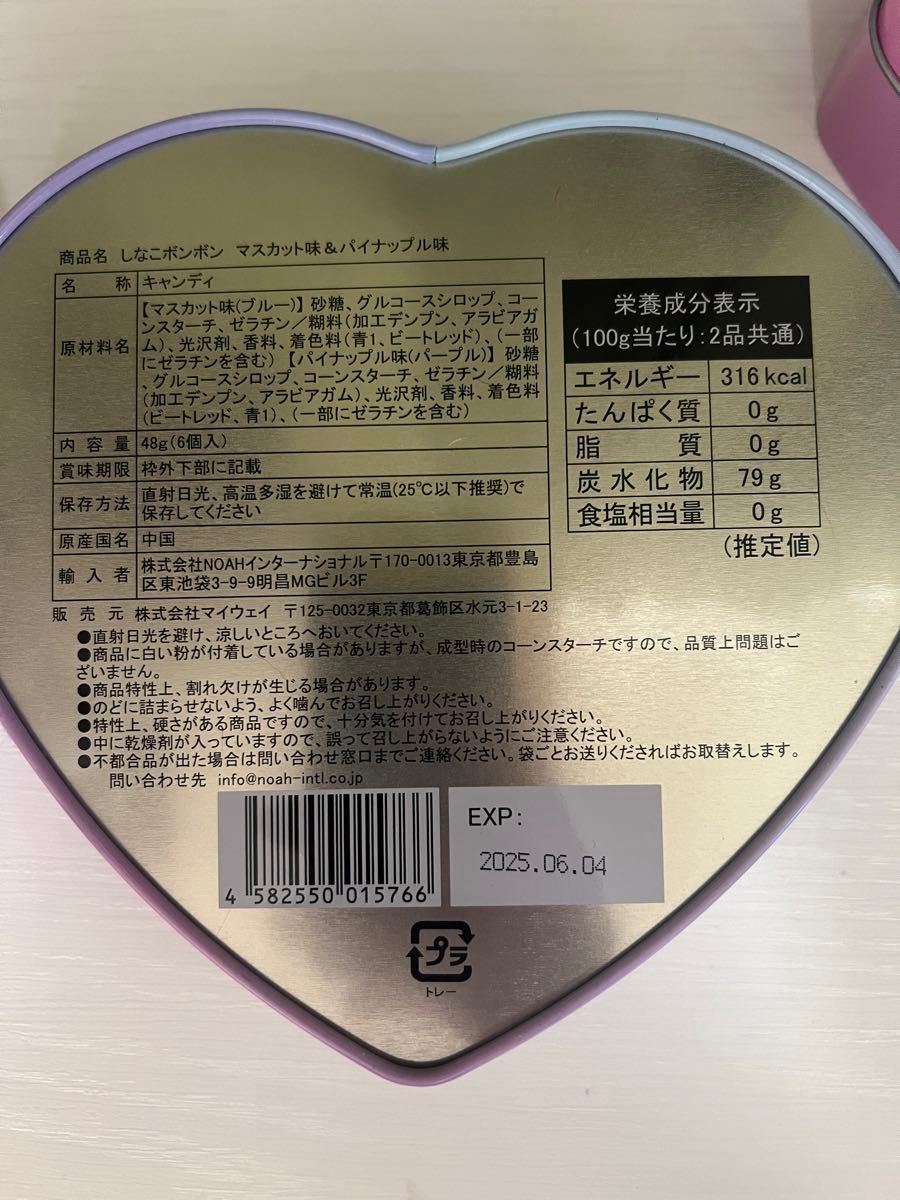 商品名 しなこボンボン マスカット味&パイナップル味
名称 キャンディ
原材料名
【マスカット味(ブルー)】砂糖、グルコースシロップ、コー
ンスターチ、ゼラチン/糊料(加工デンプン、アラビアガ
ム)、光沢剤、香料、着色料(青1、ビートレッド)、(一部
にゼラチンを含む)【パイナップル味(パープル)】砂糖
、グルコースシロップ、コーンスターチ、ゼラチン/糊料
(加工デンプン、アラビアガム)、光沢剤、香料、着色料
(ビートレッド、青1)、(一部にゼラチンを含む)
内容量 48g(6個入)
賞味期限 枠外下部に記載
保存方法
直射日光、高温多湿を避けて常温(25℃以下推奨)で
保存してください
原産国名 中国
輸入者
株式会社NOAHインターナショナル〒170-0013東京都豊島
区東池袋3-9-9明昌MGビル3F
販売元 株式会社マイウェイ 〒125-0032東京都葛飾区水元3-1-23
栄養成分表示
(100g当たり:2品共通)
エネルギー 316kcal
たんぱく質 0g
脂質 0g
炭水化物 79g
食塩相当量 0g
(推定値)
●直射日光を避け、涼しいところへおいてください。
●商品に白い粉が付着している場合がありますが、成型時のコーンスターチですので、品質上問題はご
ざいません。
●商品特性上、割れ欠けが生じる場合があります。
●のどに詰まらせないよう、よく噛んでお召し上がりください。
●特性上、硬さがある商品ですので、十分気を付けてお召し上がりください。
●中に乾燥剤が入っていますので、誤って召し上がらないようにご注意ください。
●不都合品が出た場合は問い合わせ窓口までご連絡ください。袋ごとお送りくださればお取替えします。
問い合わせ先 info@noah-intl.co.jp
4 582550 015766
EXP:
2025.06.04
プラ
トレー